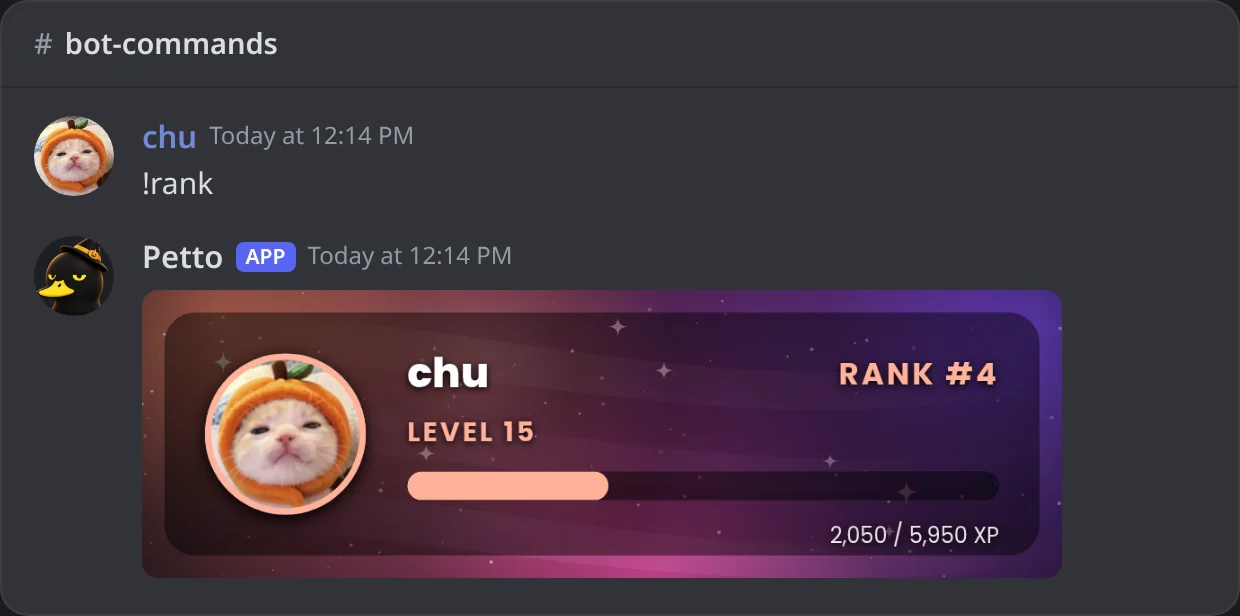 # bot-commands
chu Today at 12:14 PM
!rank
Petto APP Today at 12:14 PM
chu
RANK #4
LEVEL 15
2,050 / 5,950 XP